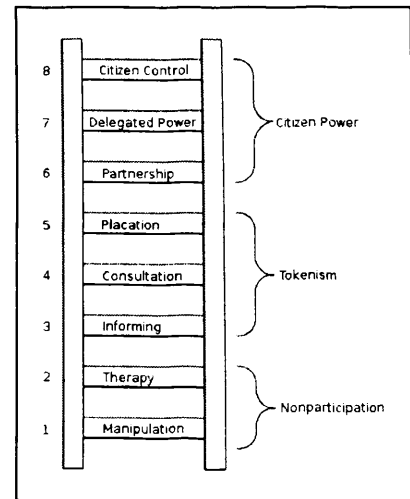 8 Citizen Control
7 Delegated Power
Citizen Power
6 Partnership
5 Placation
4 Consultation
Tokenism
3 Informing
2 Therapy
Nonparticipation
1 Manipulation